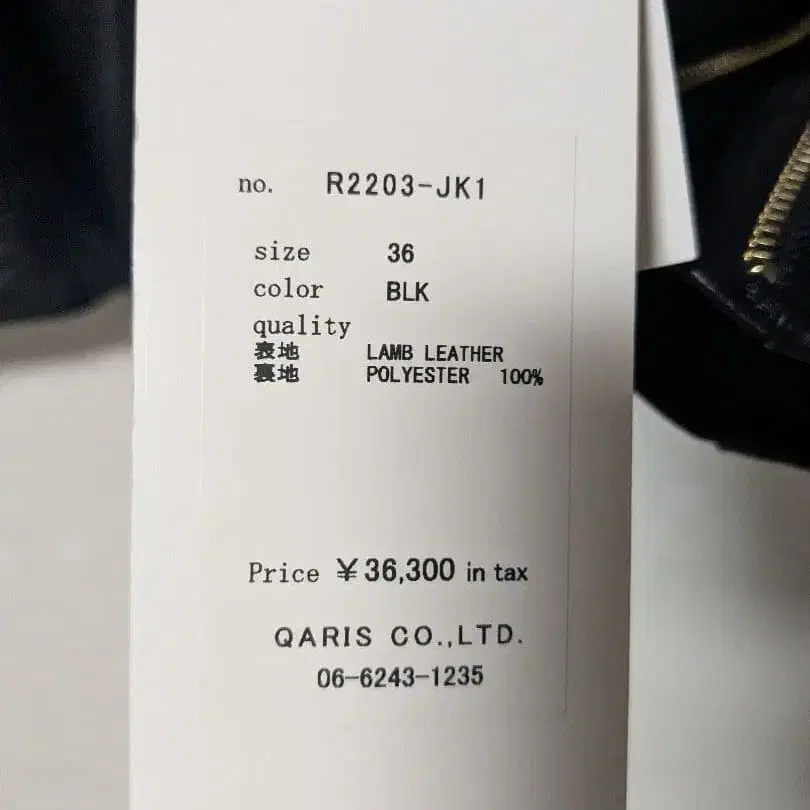 no. R2203-JK1
size 36
color BLK
quality
表地 LAMB LEATHER
裏地 POLYESTER 100%
Price ¥36,300 in tax
QARIS CO.,LTD.
06-6243-1235